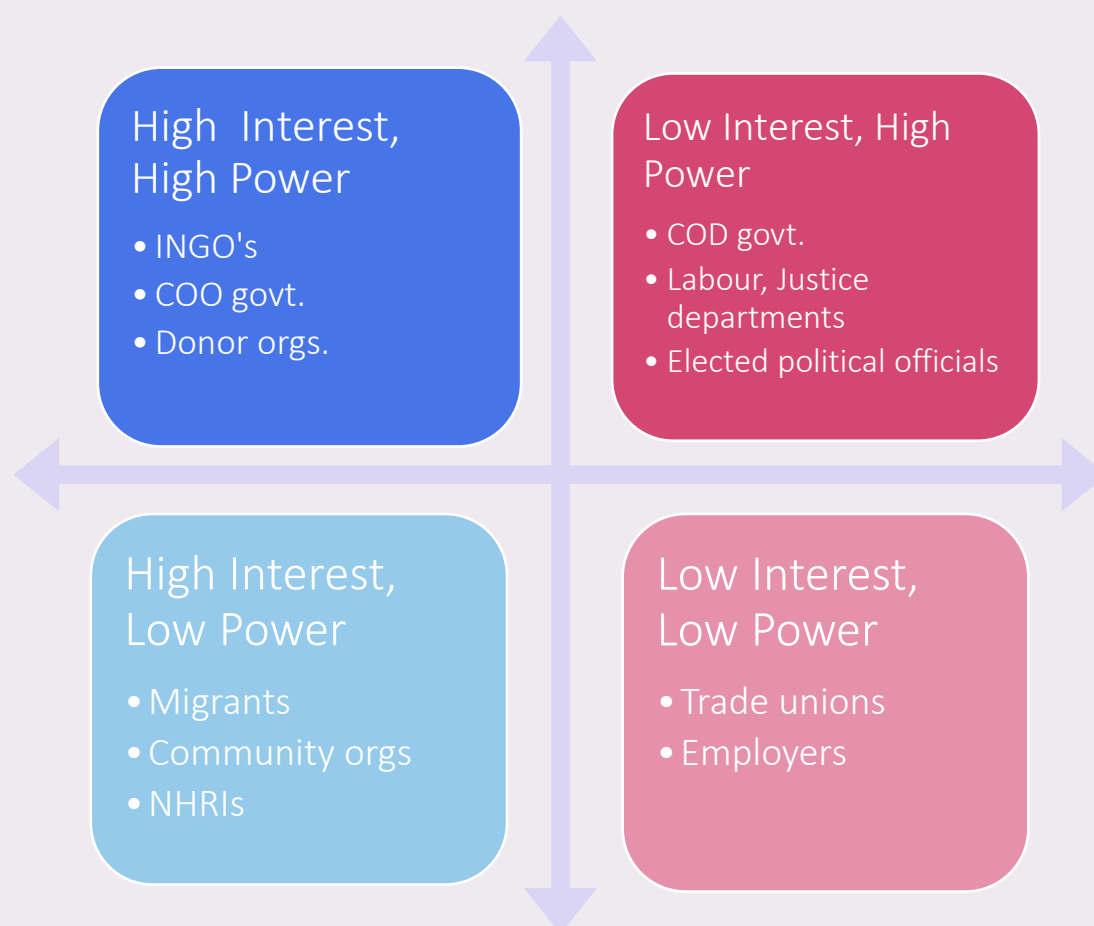 High  Interest,
High Power
• INGO's
• COO govt.
• Donor orgs.
Low Interest, High
Power
• COD govt.
• Labour, Justice
departments
• Elected political officials
High Interest,
Low Power
• Migrants
• Community orgs
• NHRIs
Low Interest,
Low Power
• Trade unions
• Employers